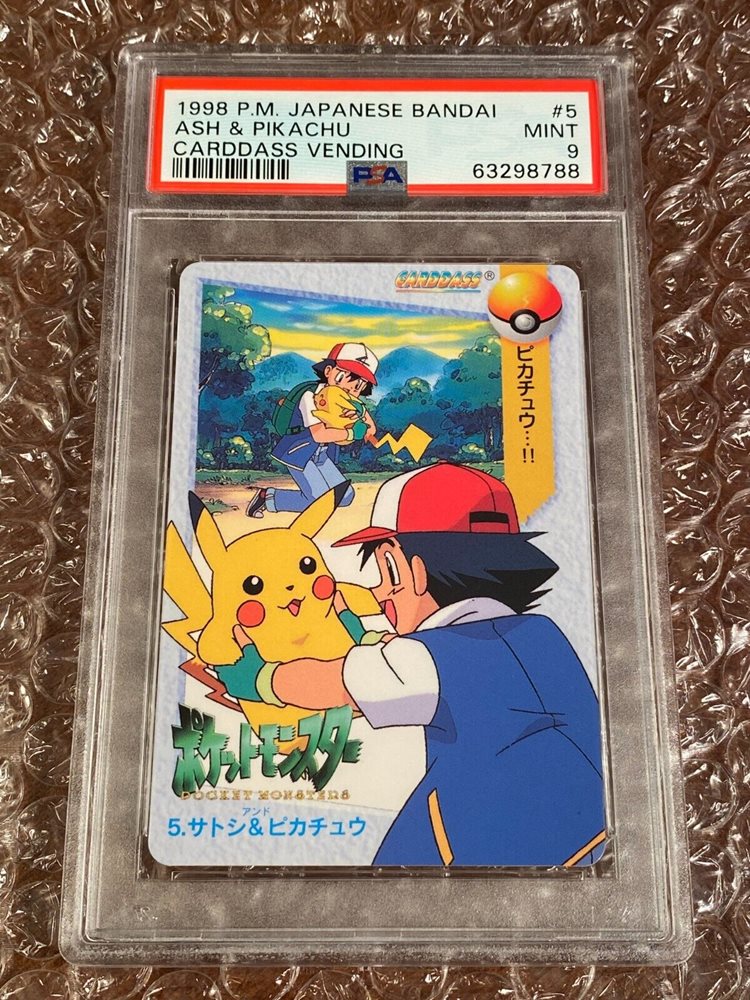 1998 P.M. JAPANESE BANDAI #5
ASH & PIKACHU MINT
CARDDASS VENDING 9
PSA 63298788
CARDDASS®
ピカチュウ…!!
ポケットモンスター
POCKET MONSTERS
アンド
5.サトシ&ピカチュウ